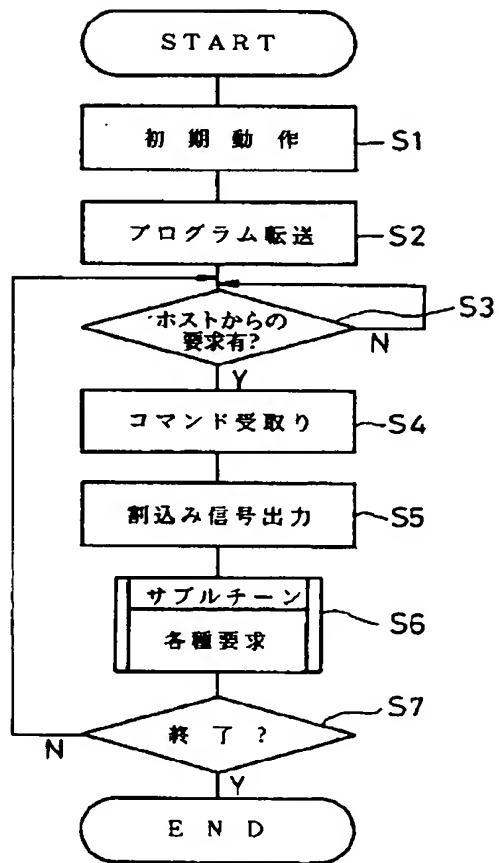 START
初期動作
S1
プログラム転送
S2
ホストからの
要求有?
S3
N
Y
コマンド受取り
S4
割込み信号出力
S5
サブルチーン
各種要求
S6
終了?
S7
N
Y
END